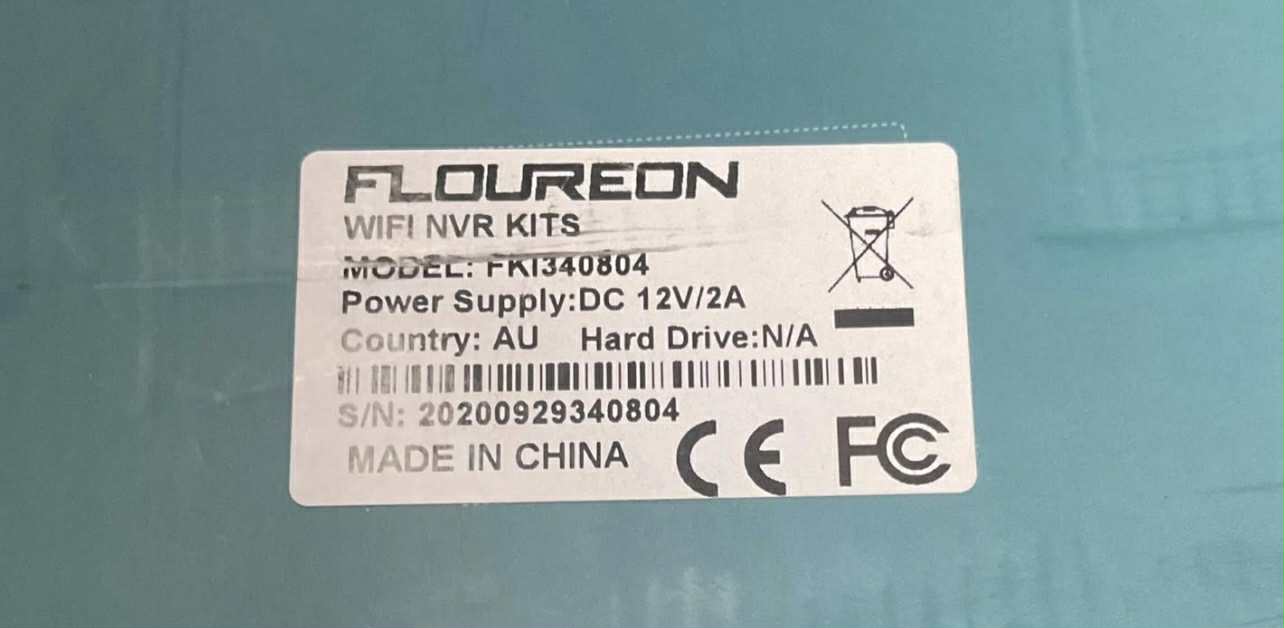 FLOUREON
WIFI NVR KITS
MODEL: FKI340804
Power Supply:DC 12V/2A
Country: AU Hard Drive:N/A
S/N: 20200929340804
MADE IN CHINA CE FC